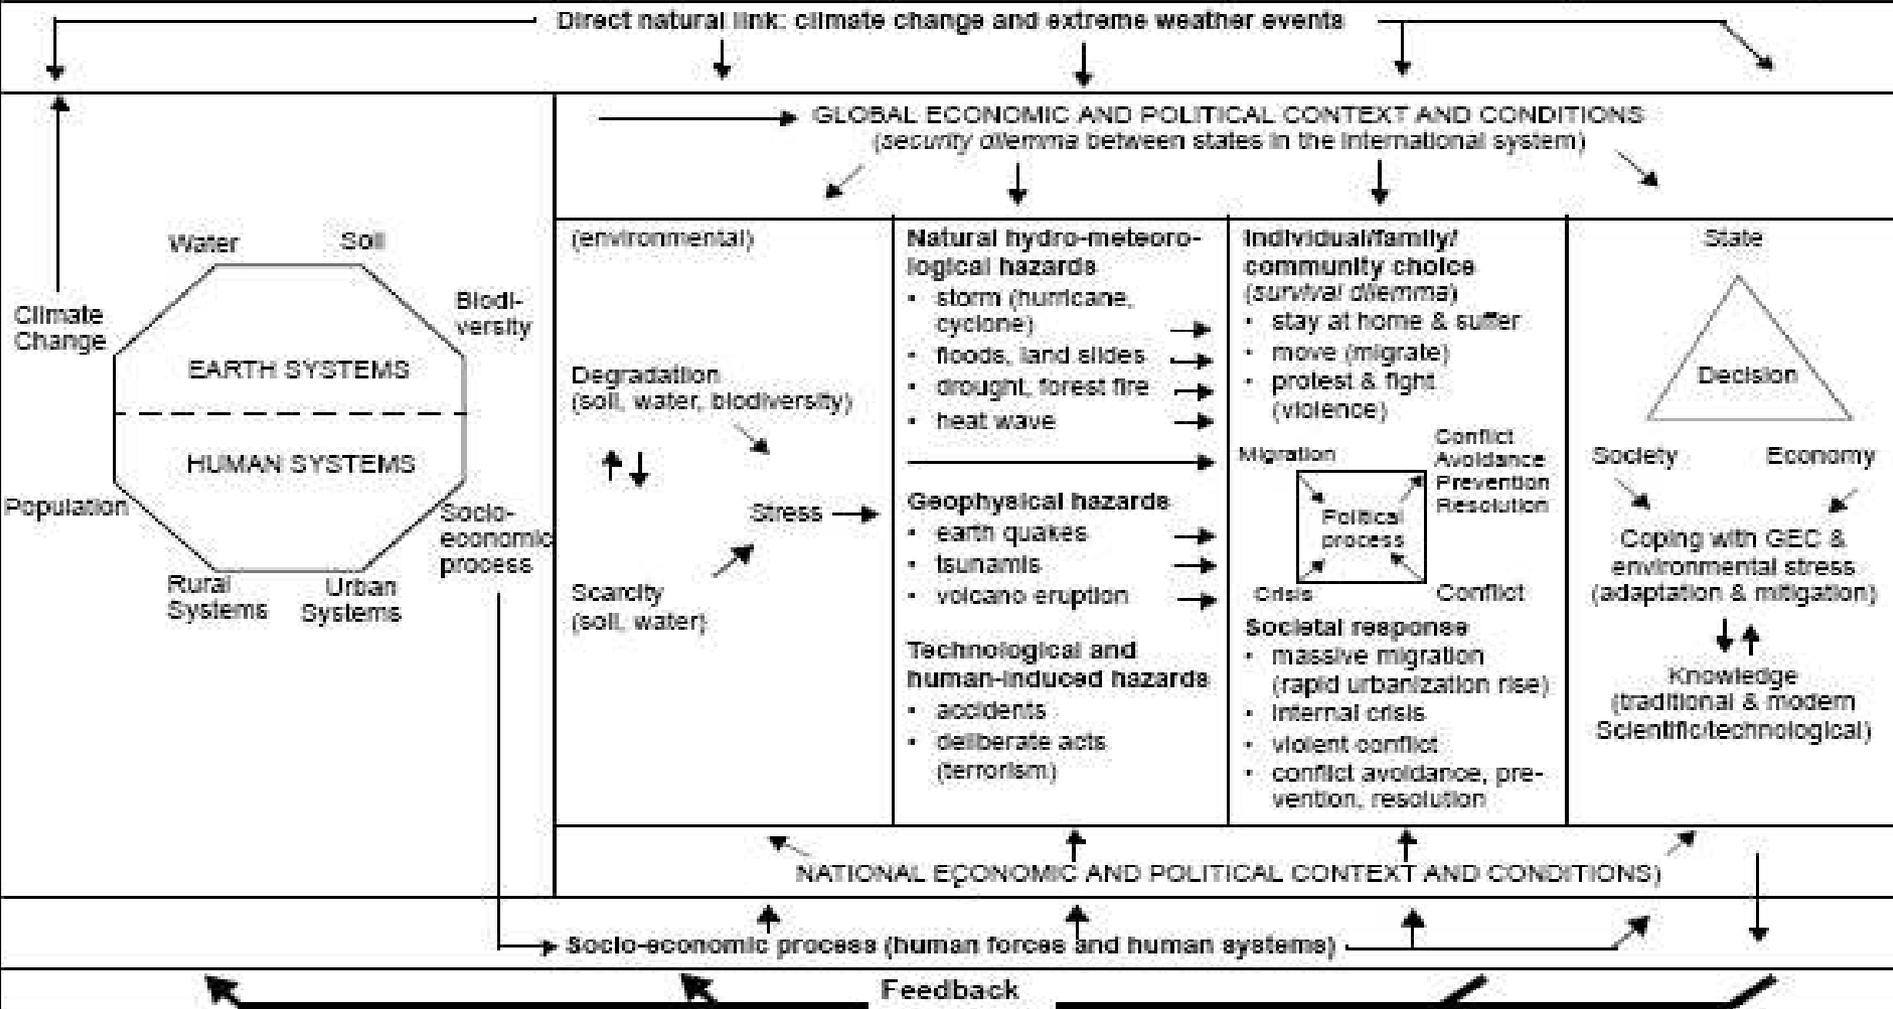 Direct natural link: climate change and extreme weather events
GLOBAL ECONOMIC AND POLITICAL CONTEXT AND CONDITIONS
(security dilemma between states in the international system)
Water
Soil
Climate
Change
Biodi-
versity
EARTH SYSTEMS
HUMAN SYSTEMS
Population
Socio-
economic
process
Rural
Systems
Urban
Systems
(environmental)
Degradation
(soil, water, biodiversity)
Stress
Scarcity
(soil, water)
Natural hydro-meteoro-
logical hazards
• storm (hurricane,
cyclone)
• floods, land slides
• drought, forest fire
• heat wave
Geophysical hazards
• earth quakes
• tsunamis
• volcano eruption
Technological and
human-induced hazards
• accidents
• deliberate acts
(terrorism)
Individual/family/
community choice
(survival dilemma)
• stay at home & suffer
• move (migrate)
• protest & fight
(violence)
Migration
Conflict
Avoidance
Prevention
Resolution
Political
process
Crisis
Conflict
Societal response
• massive migration
(rapid urbanization rise)
• internal crisis
• violent conflict
• conflict avoidance, pre-
vention, resolution
State
Decision
Society
Economy
Coping with GEC &
environmental stress
(adaptation & mitigation)
Knowledge
(traditional & modern
Scientific/technological)
NATIONAL ECONOMIC AND POLITICAL CONTEXT AND CONDITIONS)
Socio-economic process (human forces and human systems)
Feedback